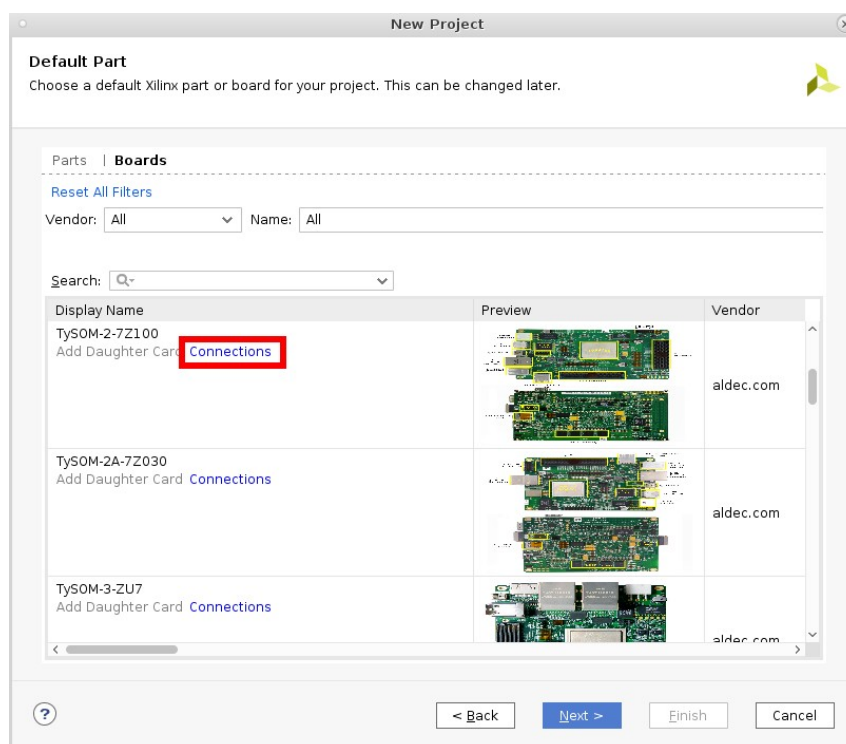 New Project
Default Part
Choose a default Xilinx part or board for your project. This can be changed later.
Parts | Boards
Reset All Filters
Vendor: All Name: All
Search:
Display Name Preview Vendor
TySOM-2-7Z100
Add Daughter Card Connections
aldec.com
TySOM-2A-7Z030
Add Daughter Card Connections
aldec.com
TySOM-3-ZU7
Add Daughter Card Connections
aldec.com
? < Back Next > Finish Cancel